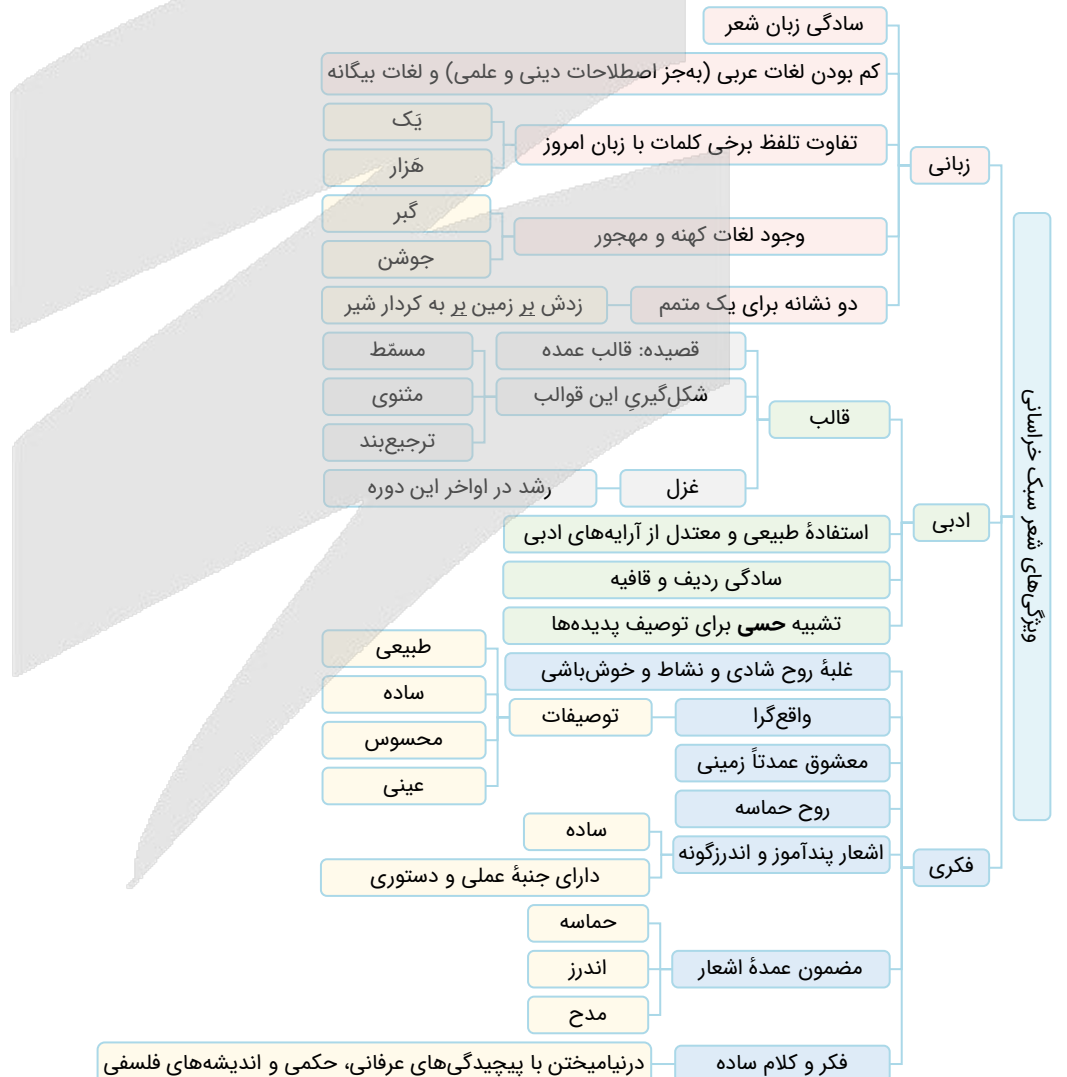 ویژگی‌های شعر سبک خراسانی
زبانی
سادگی زبان شعر
کم بودن لغات عربی (به‌جز اصطلاحات دینی و علمی) و لغات بیگانه
تفاوت تلفظ برخی کلمات با زبان امروز
یَک
هَزار
وجود لغات کهنه و مهجور
گبر
جوشن
دو نشانه برای یک متمم
زدش بر زمین بر به کردار شیر
ادبی
قالب
قصیده: قالب عمده
شکل‌گیریِ این قوالب
مسمّط
مثنوی
ترجیع‌بند
غزل
رشد در اواخر این دوره
استفادهٔ طبیعی و معتدل از آرایه‌های ادبی
سادگی ردیف و قافیه
تشبیه حسی برای توصیف پدیده‌ها
فکری
غلبهٔ روح شادی و نشاط و خوش‌باشی
واقع‌گرا
توصیفات
طبیعی
ساده
محسوس
عینی
معشوق عمدتاً زمینی
روح حماسه
اشعار پندآموز و اندرزگونه
ساده
دارای جنبهٔ عملی و دستوری
مضمون عمدهٔ اشعار
حماسه
اندرز
مدح
فکر و کلام ساده
درنیامیختن با پیچیدگی‌های عرفانی، حکمی و اندیشه‌های فلسفی